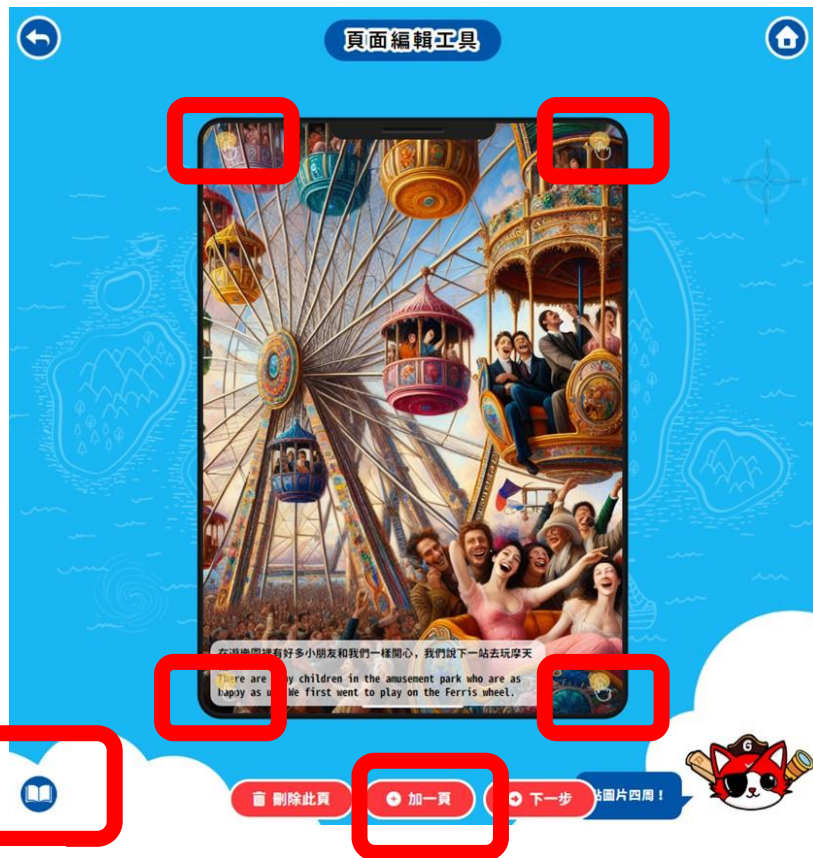 頁面編輯工具
在遊樂園裡有好多小朋友和我們一樣開心，我們說下一站去玩摩天
There are children in the amusement park who are as
happy as We first went to play on the Ferris wheel.
刪除此頁
加一頁
下一步
圖片四周！
G